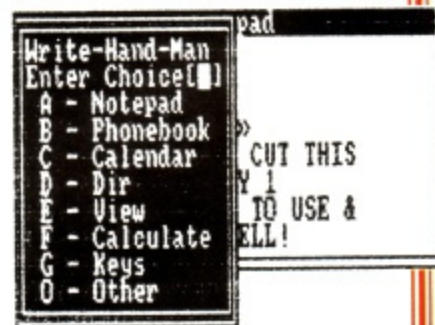 pad
Write-Hand-Man
Enter Choice[ ]
A - Notepad
B - Phonebook
C - Calendar
D - Dir
E - View
F - Calculate
G - Keys
O - Other
»
CUT THIS
Y 1
TO USE &
ELL!